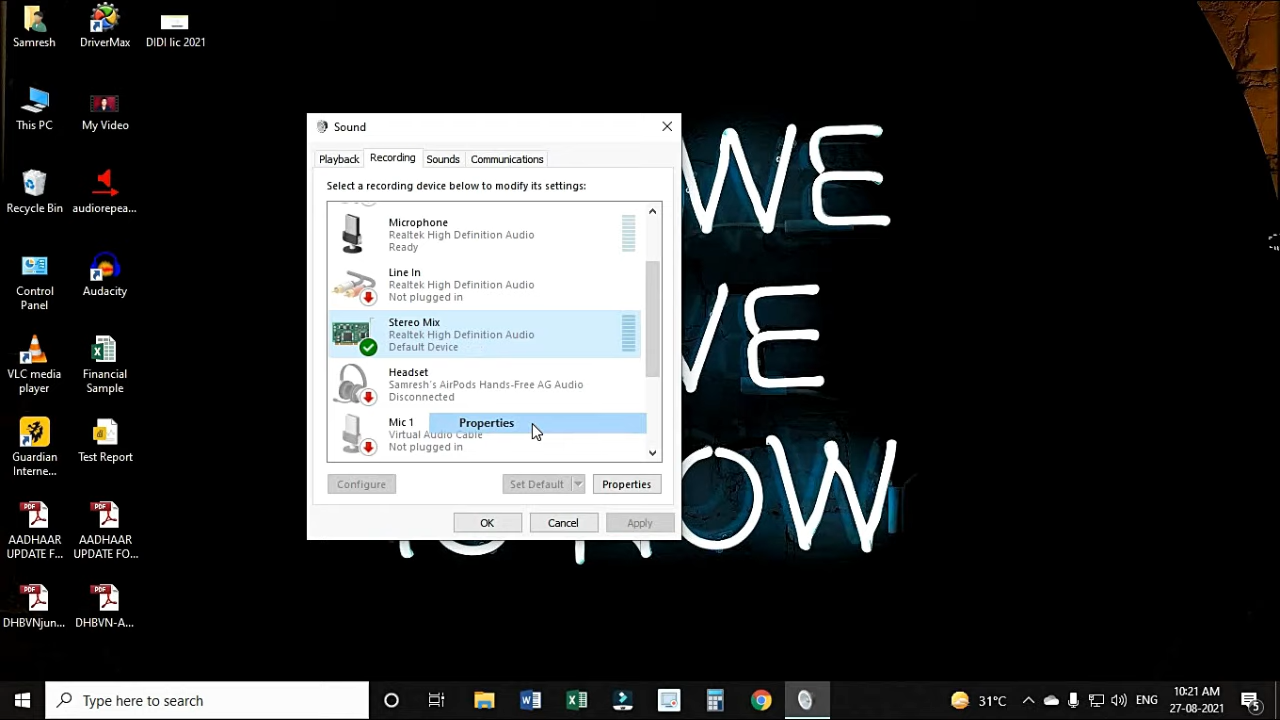 Samresh
DriverMax
DIDI lic 2021
This PC
My Video
Recycle Bin
audiorepea...
Control
Panel
Audacity
VLC media
player
Financial
Sample
Guardian
Interne...
Test Report
AADHAAR
UPDATE F...
AADHAAR
UPDATE FO...
DHBVNjun...
DHBVN-A...
Sound
Playback
Recording
Sounds
Communications
Select a recording device below to modify its settings:
Microphone
Realtek High Definition Audio
Ready
Line In
Realtek High Definition Audio
Not plugged in
Stereo Mix
Realtek High Definition Audio
Default Device
Headset
Samresh's AirPods Hands-Free AG Audio
Disconnected
Mic 1
Virtual Audio Cable
Not plugged in
Properties
Configure
Set Default
Properties
OK
Cancel
Apply
WE
NOW
Type here to search
31°C
ENG
10:21 AM
27-08-2021
5